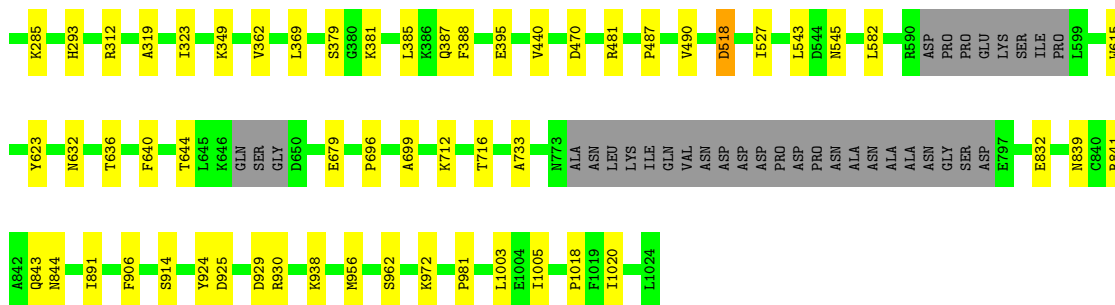 K285 H293 R312 A319 I323 K349 V362 L369 S379 G380 K381 L385 K386 Q387 F388 E395 V440 D470 R481 P487 V490 D518 I527 L543 D544 N545 L582 R590 ASP PRO PRO GLU LYS SER ILE PRO L599 W615
Y623 N632 T636 F640 T644 L645 K646 GLN SER GLY D650 E679 P696 A699 K712 T716 A733 N773 ALA ASN LEU LYS ILE GLN VAL ASN ASP ASP ASP PRO ASP PRO ASN ALA ASN ALA ALA ASN GLY SER ASP E797 E832 N839 C840
A842 Q843 N844 I891 F906 S914 Y924 D925 D929 R930 K938 M956 S962 K972 P981 L1003 E1004 I1005 P1018 F1019 I1020 L1024